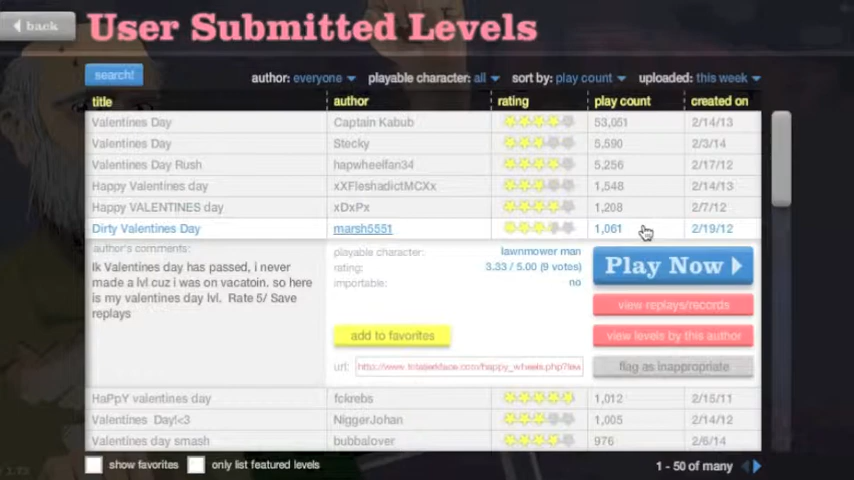 back
User Submitted Levels
search!
author: everyone playable character: all sort by: play count uploaded: this week
title author rating play count created on
Valentines Day Captain Kabub 53,051 2/14/13
Valentines Day Stecky 5,590 2/3/14
Valentines Day Rush hapwheelfan34 5,256 2/17/12
Happy Valentines day xXFleshadictMCXx 1,548 2/14/13
Happy VALENTINES day xDxPx 1,208 2/7/12
Dirty Valentines Day marsh5551 1,061 2/19/12
author's comments:
Ik Valentines day has passed, i never
made a lvl cuz i was on vacatoin. so here
is my valentines day lvl. Rate 5/ Save
replays
playable character: lawnmower man
rating: 3.33 / 5.00 (9 votes)
importable: no
add to favorites
url: http://www.totaljerkface.com/happy_wheels.php?lev
Play Now
view replays/records
view levels by this author
flag as inappropriate
HaPpY valentines day fckrebs 1,012 2/15/11
Valentines Day!<3 NiggerJohan 1,005 2/14/12
Valentines day smash bubbalover 976 2/6/14
show favorites only list featured levels 1 - 50 of many